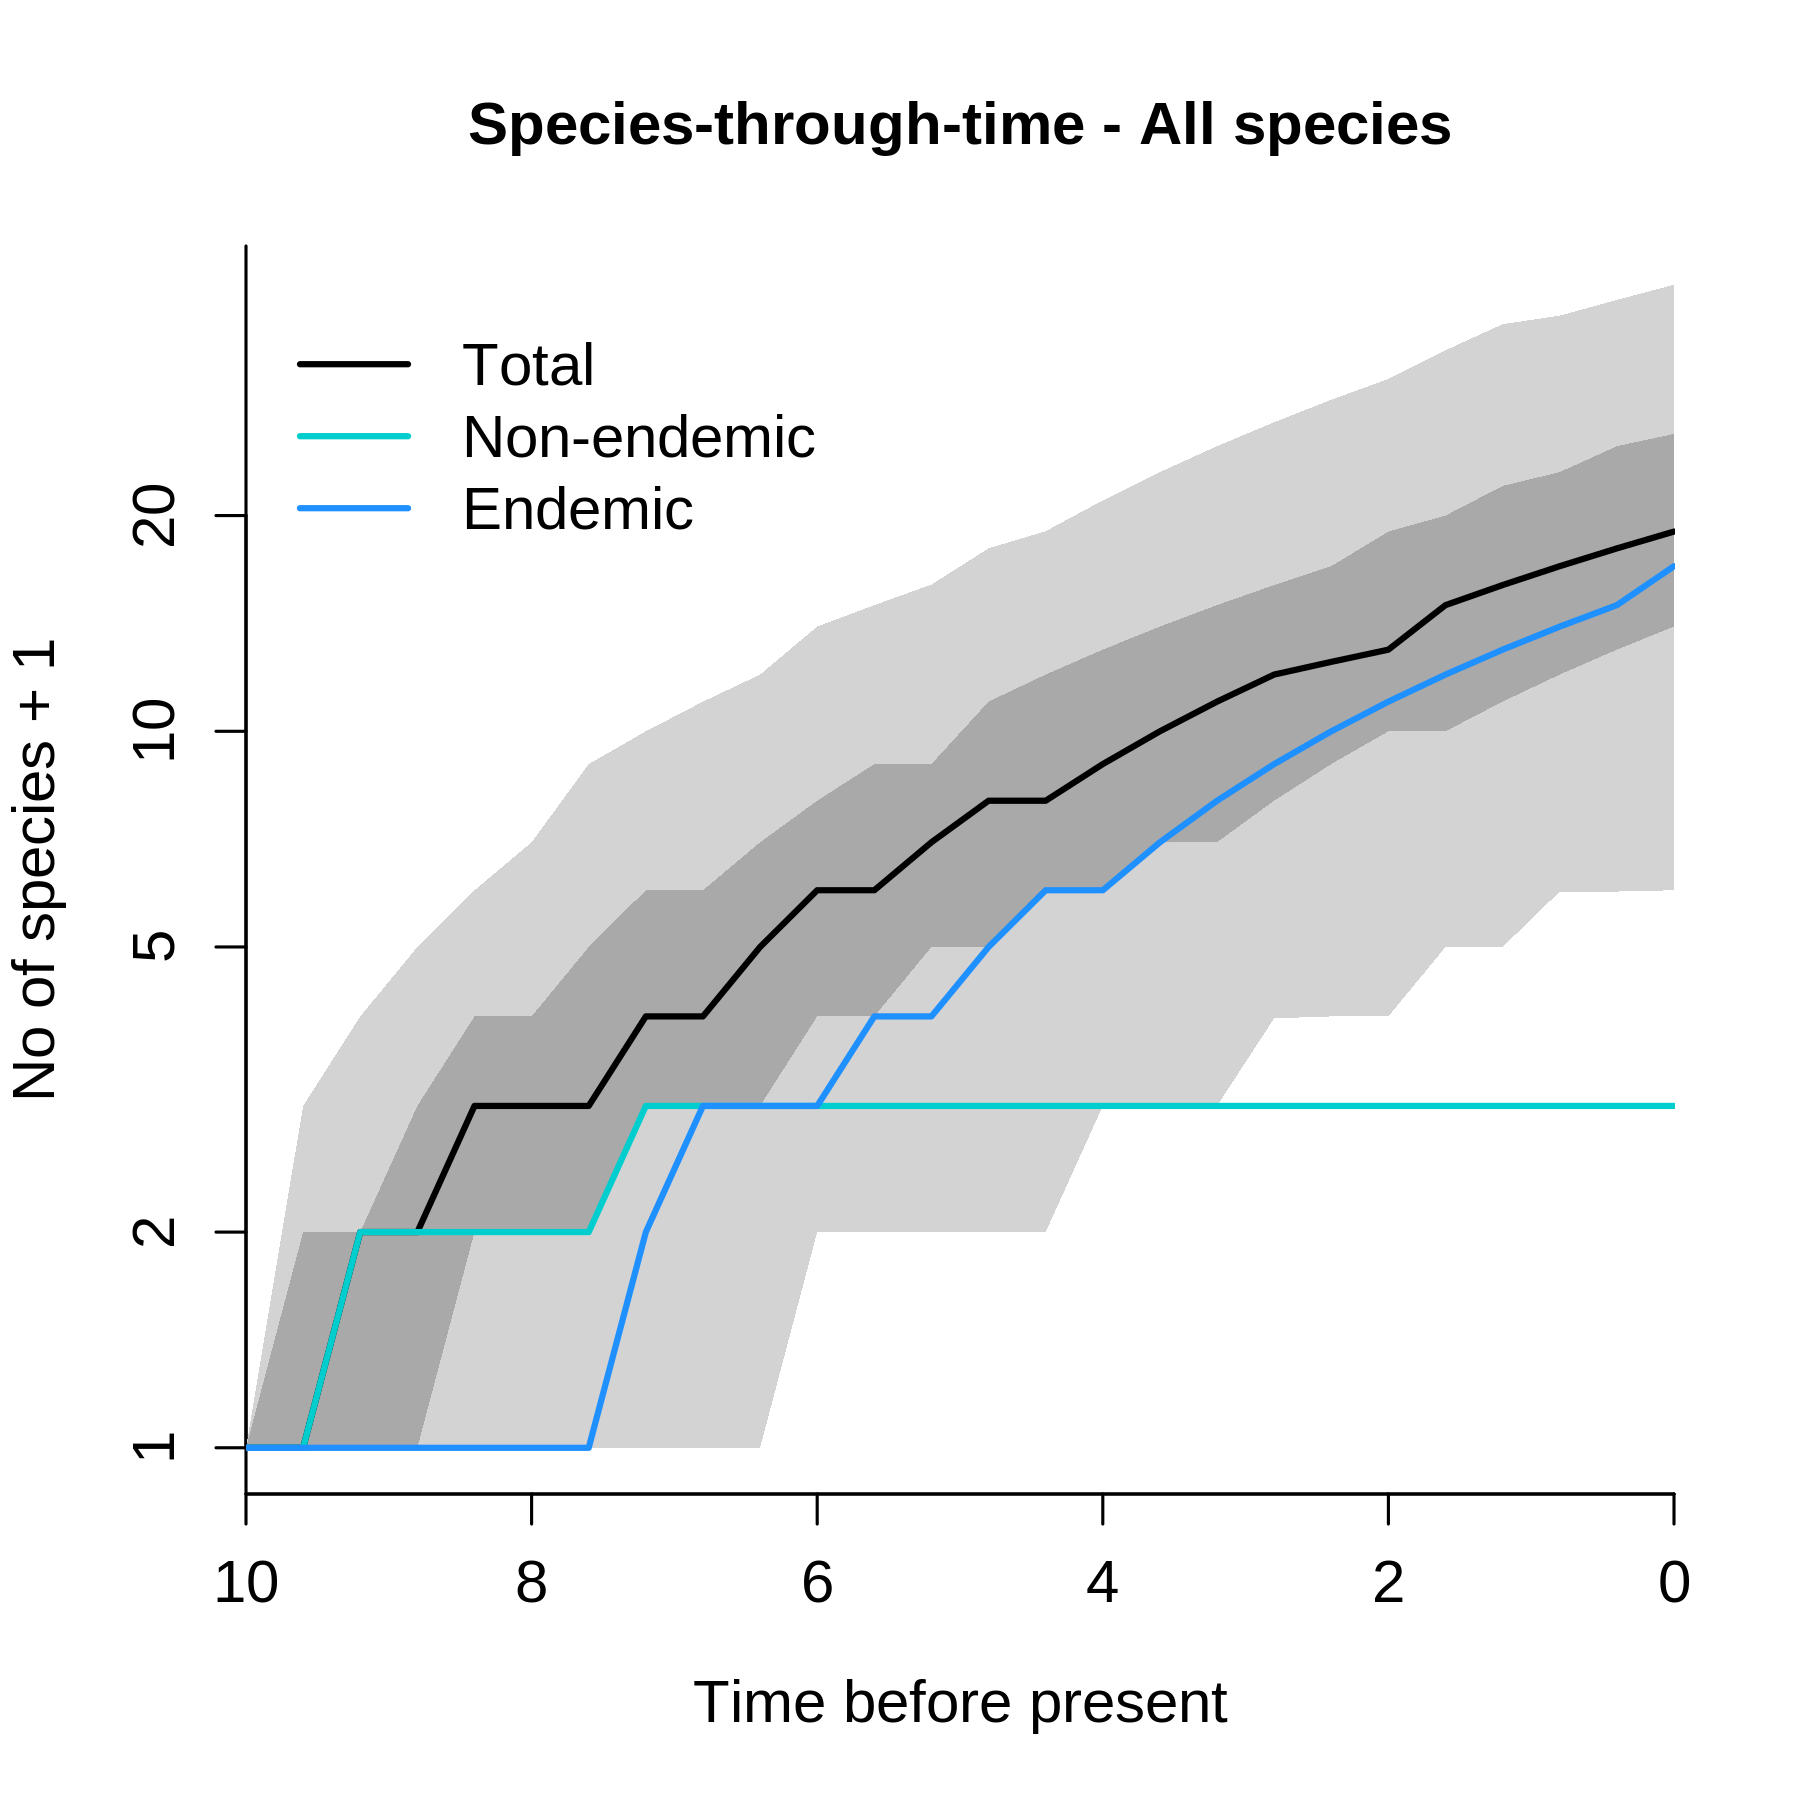 Species-through-time - All species
Total
Non-endemic
Endemic
No of species + 1
20
10
5
2
1
10 8 6 4 2 0
Time before present